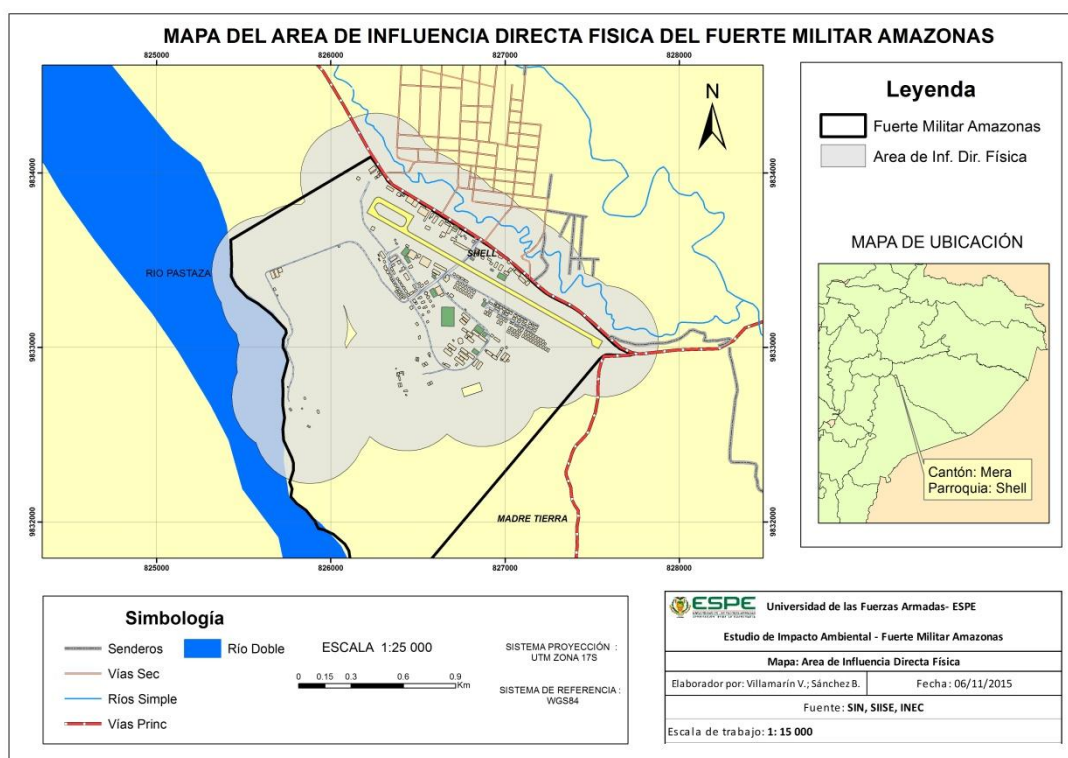 MAPA DEL AREA DE INFLUENCIA DIRECTA FISICA DEL FUERTE MILITAR AMAZONAS
825000
826000
827000
828000
9834000
9833000
9832000
9834000
9833000
9832000
N
SHELL
RIO PASTAZA
MADRE TIERRA
825000
826000
827000
828000
Leyenda
Fuerte Militar Amazonas
Area de Inf. Dir. Física
MAPA DE UBICACIÓN
Cantón: Mera
Parroquia: Shell
Simbología
Senderos
Río Doble
Vías Sec
Ríos Simple
Vías Princ
ESCALA 1:25 000
0 0.15 0.3 0.6 0.9
Km
SISTEMA PROYECCIÓN :
UTM ZONA 17S
SISTEMA DE REFERENCIA :
WGS84
ESPE
Universidad de las Fuerzas Armadas- ESPE
Estudio de Impacto Ambiental - Fuerte Militar Amazonas
Mapa: Area de Influencia Directa Física
Elaborador por: Villamarín V.; Sánchez B.
Fecha: 06/11/2015
Fuente: SIN, SIISE, INEC
Escala de trabajo: 1: 15 000